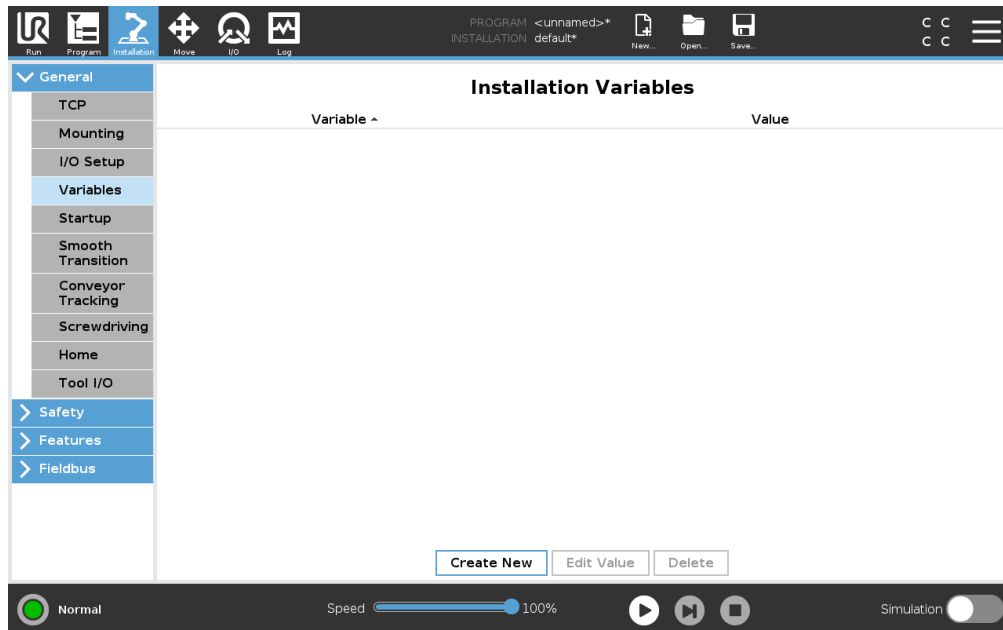 UR
PROGRAM <unnamed>*
INSTALLATION default*
C C
C C
Run Program Installation Move I/O Log New... Open... Save...
General
TCP
Mounting
I/O Setup
Variables
Startup
Smooth
Transition
Conveyor
Tracking
Screwdriving
Home
Tool I/O
Safety
Features
Fieldbus
Installation Variables
Variable Value
Create New Edit Value Delete
Normal Speed 100% Simulation